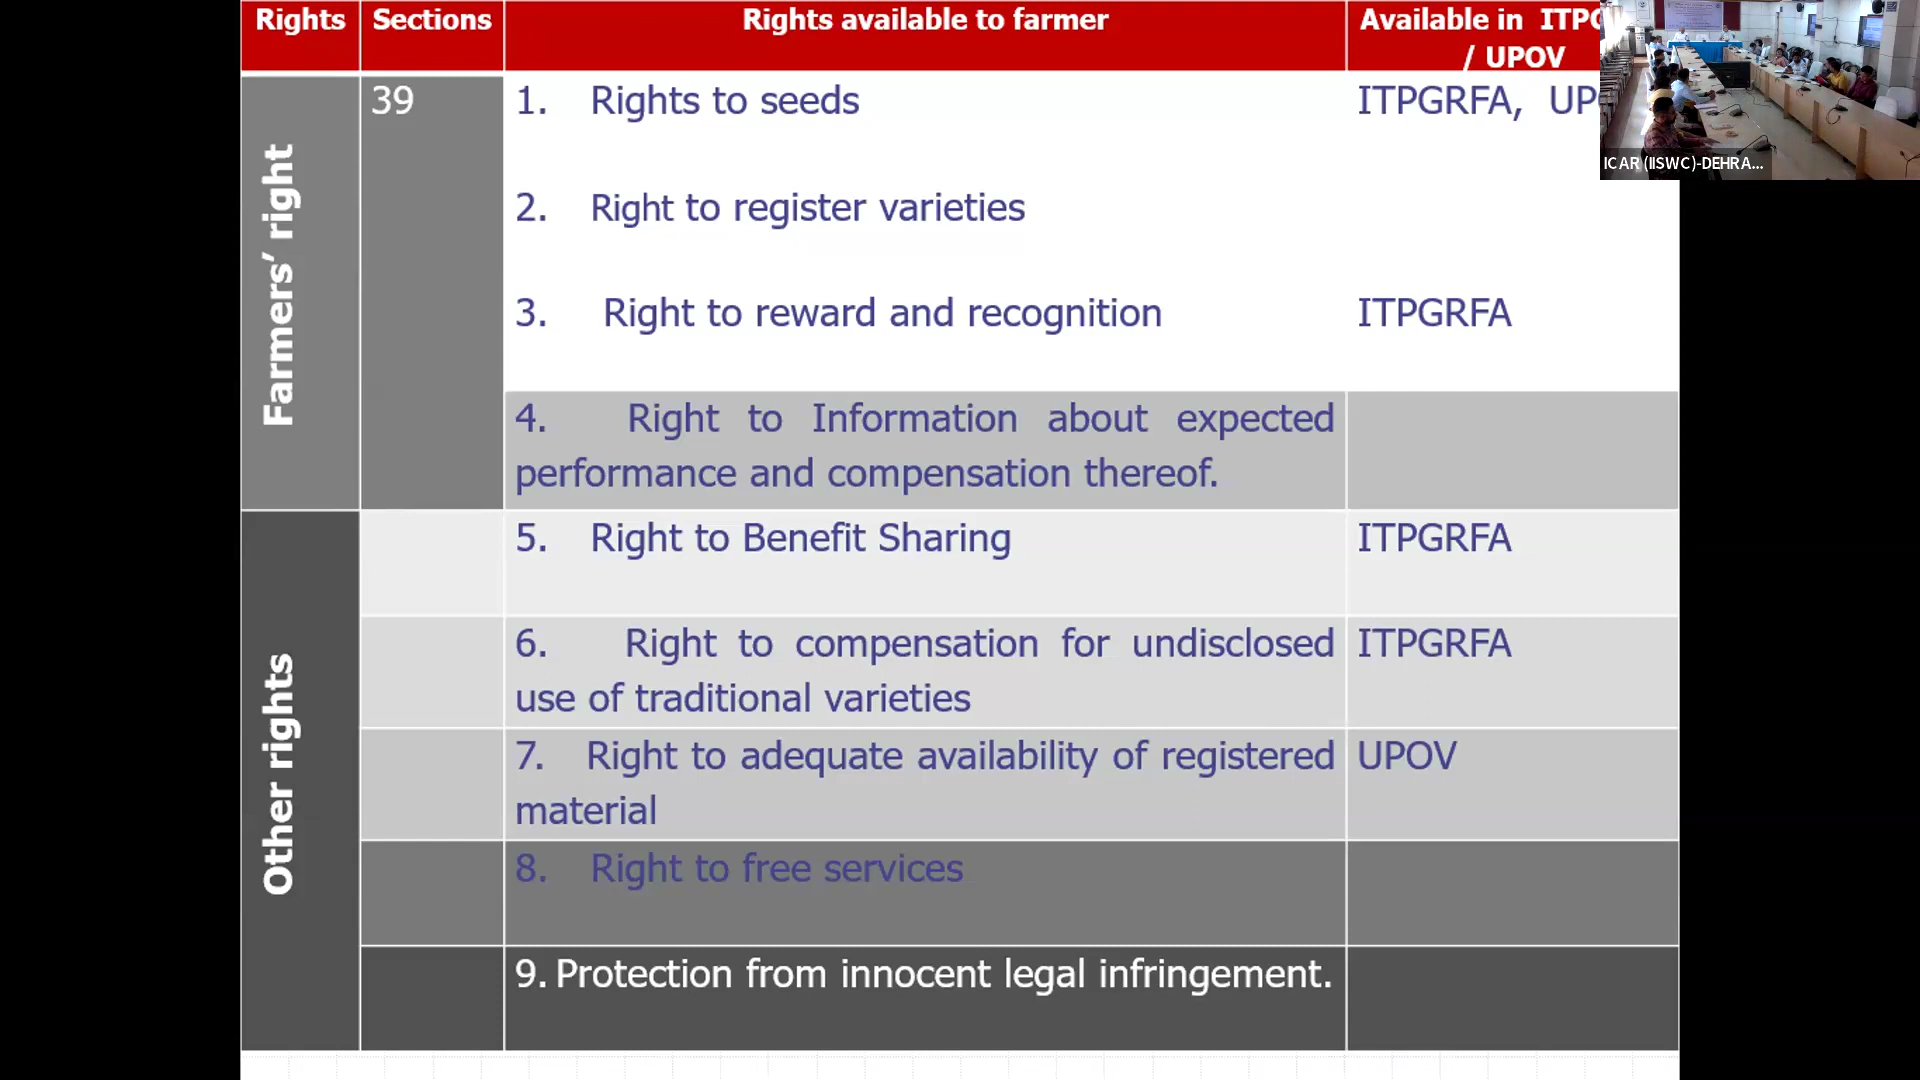 Rights Sections Rights available to farmer Available in
/ UPOV
Farmers’ right
39
1. Rights to seeds ITPGRFA,
2. Right to register varieties
3. Right to reward and recognition ITPGRFA
4. Right to Information about expected
performance and compensation thereof.
Other rights
5. Right to Benefit Sharing ITPGRFA
6. Right to compensation for undisclosed ITPGRFA
use of traditional varieties
7. Right to adequate availability of registered UPOV
material
8. Right to free services
9. Protection from innocent legal infringement.
ICAR (IISWC)-DEHRA...